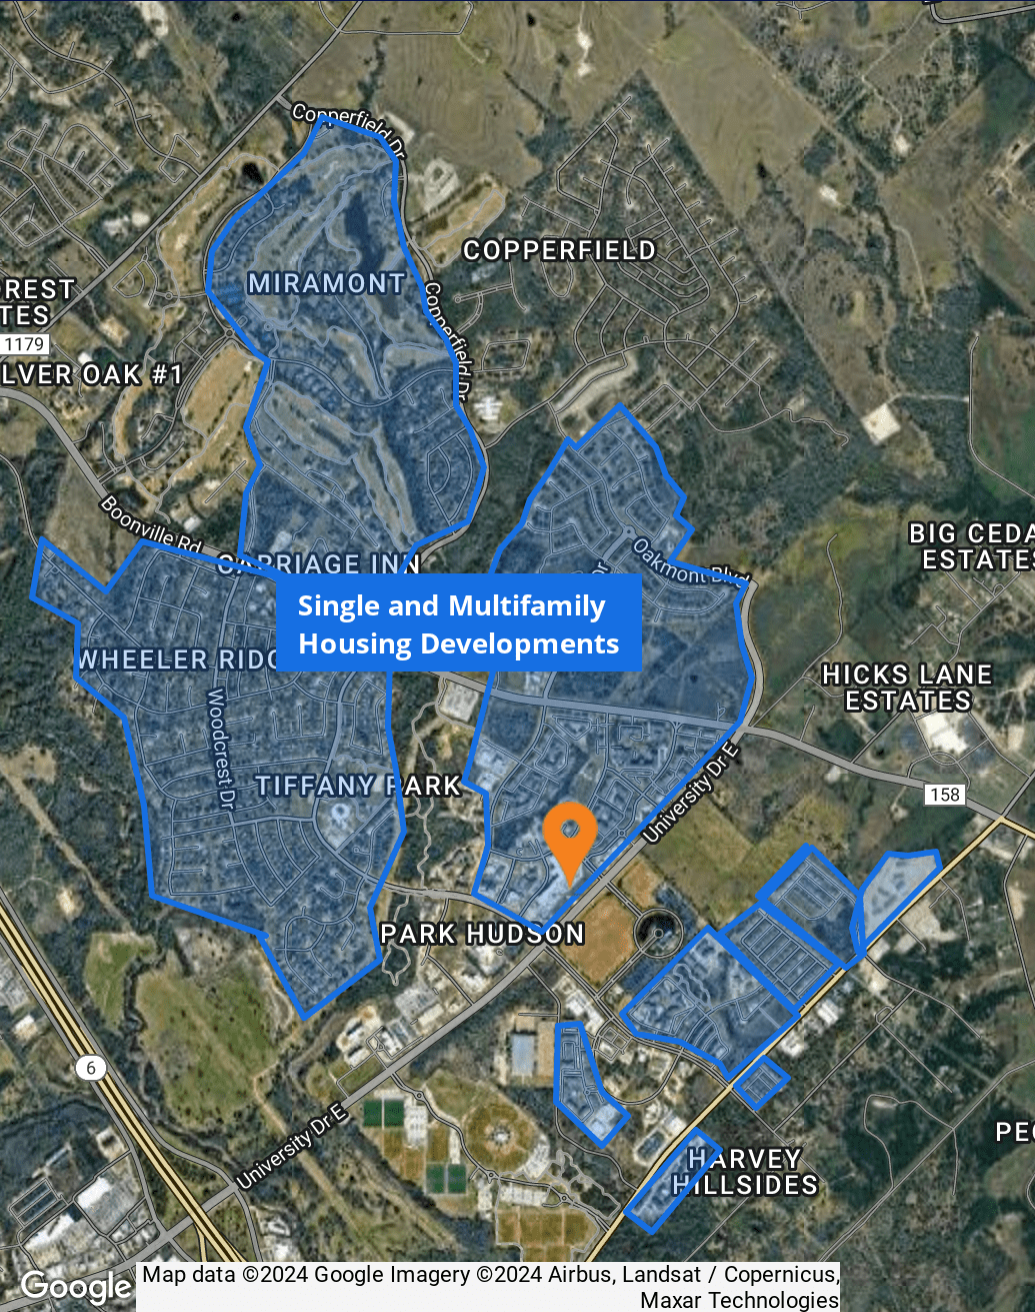 Copperfield Dr
COPPERFIELD
MIRAMONT
REST
TES
1179
Copperfield Dr
LVER OAK #1
Boonville Rd
BIG CEDA
ESTATES
Oakmont Blvd
Dr
CARRIAGE INN
Single and Multifamily
Housing Developments
WHEELER RIDG
HICKS LANE
ESTATES
Woodcrest Dr
TIFFANY PARK
University Dr E
158
PARK HUDSON
6
University Dr E
PE
HARVEY
HILLSIDES
Google
Map data ©2024 Google Imagery ©2024 Airbus, Landsat / Copernicus,
Maxar Technologies